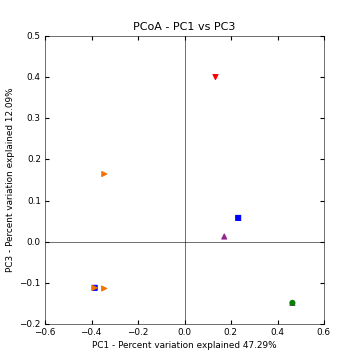 PCoA - PC1 vs PC3
0.5
0.4
0.3
0.2
0.1
0.0
−0.1
−0.2
PC3 - Percent variation explained 12.09%
−0.6 −0.4 −0.2 0.0 0.2 0.4 0.6
PC1 - Percent variation explained 47.29%